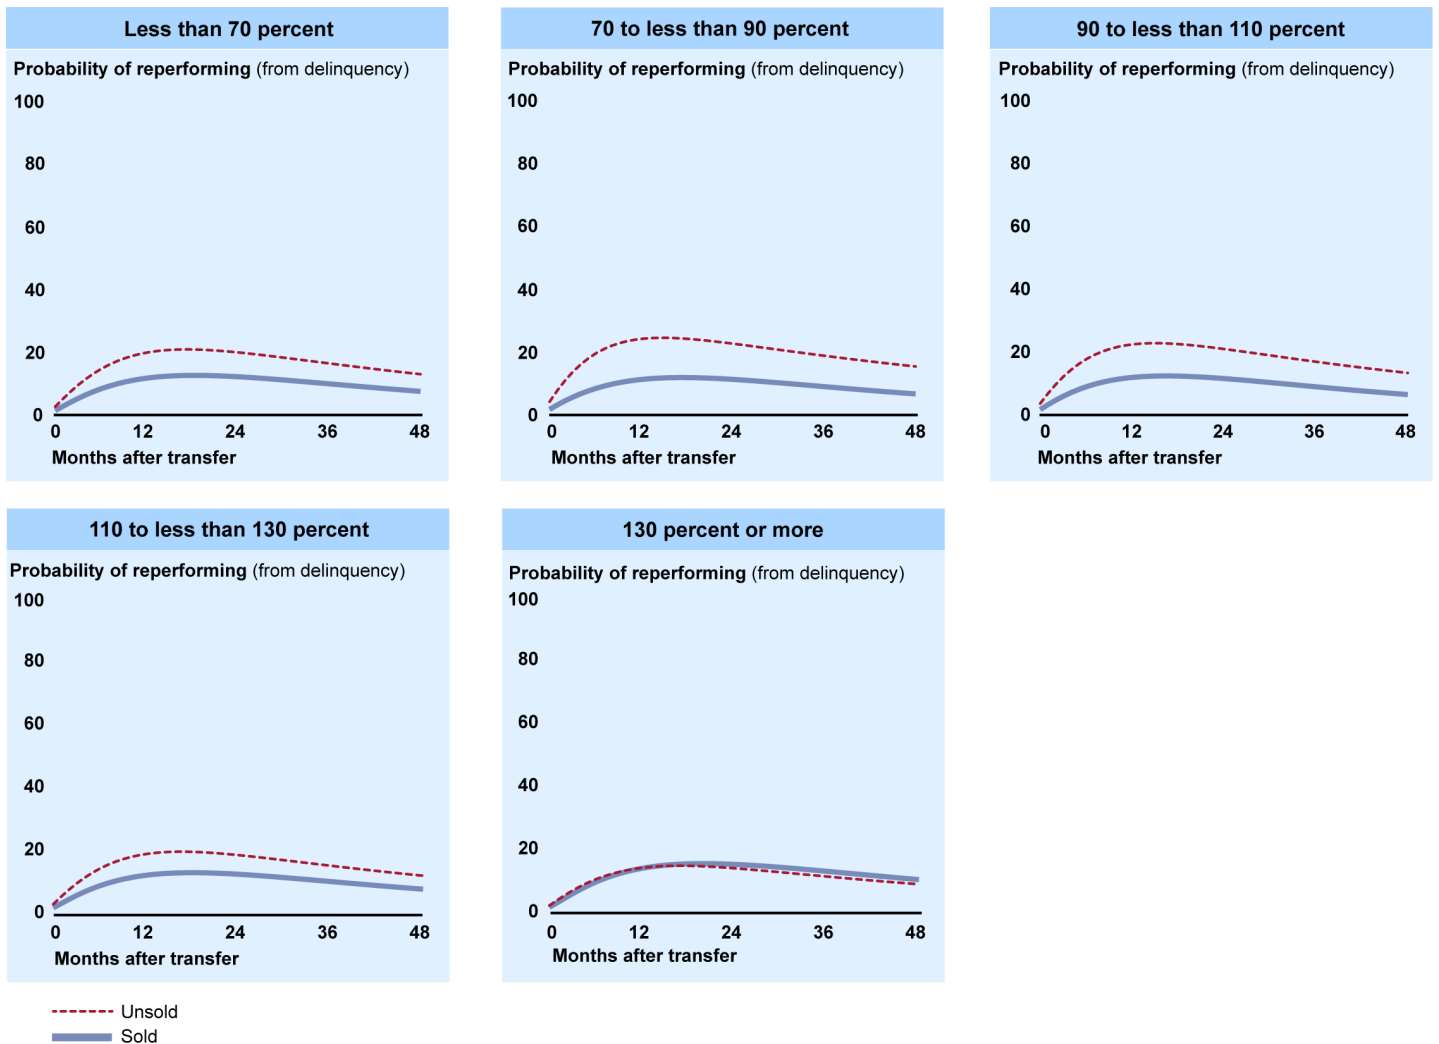 Less than 70 percent
Probability of reperforming (from delinquency)
100
80
60
40
20
0
0 12 24 36 48
Months after transfer
70 to less than 90 percent
Probability of reperforming (from delinquency)
100
80
60
40
20
0
0 12 24 36 48
Months after transfer
90 to less than 110 percent
Probability of reperforming (from delinquency)
100
80
60
40
20
0
0 12 24 36 48
Months after transfer
110 to less than 130 percent
Probability of reperforming (from delinquency)
100
80
60
40
20
0
0 12 24 36 48
Months after transfer
130 percent or more
Probability of reperforming (from delinquency)
100
80
60
40
20
0
0 12 24 36 48
Months after transfer
Unsold
Sold